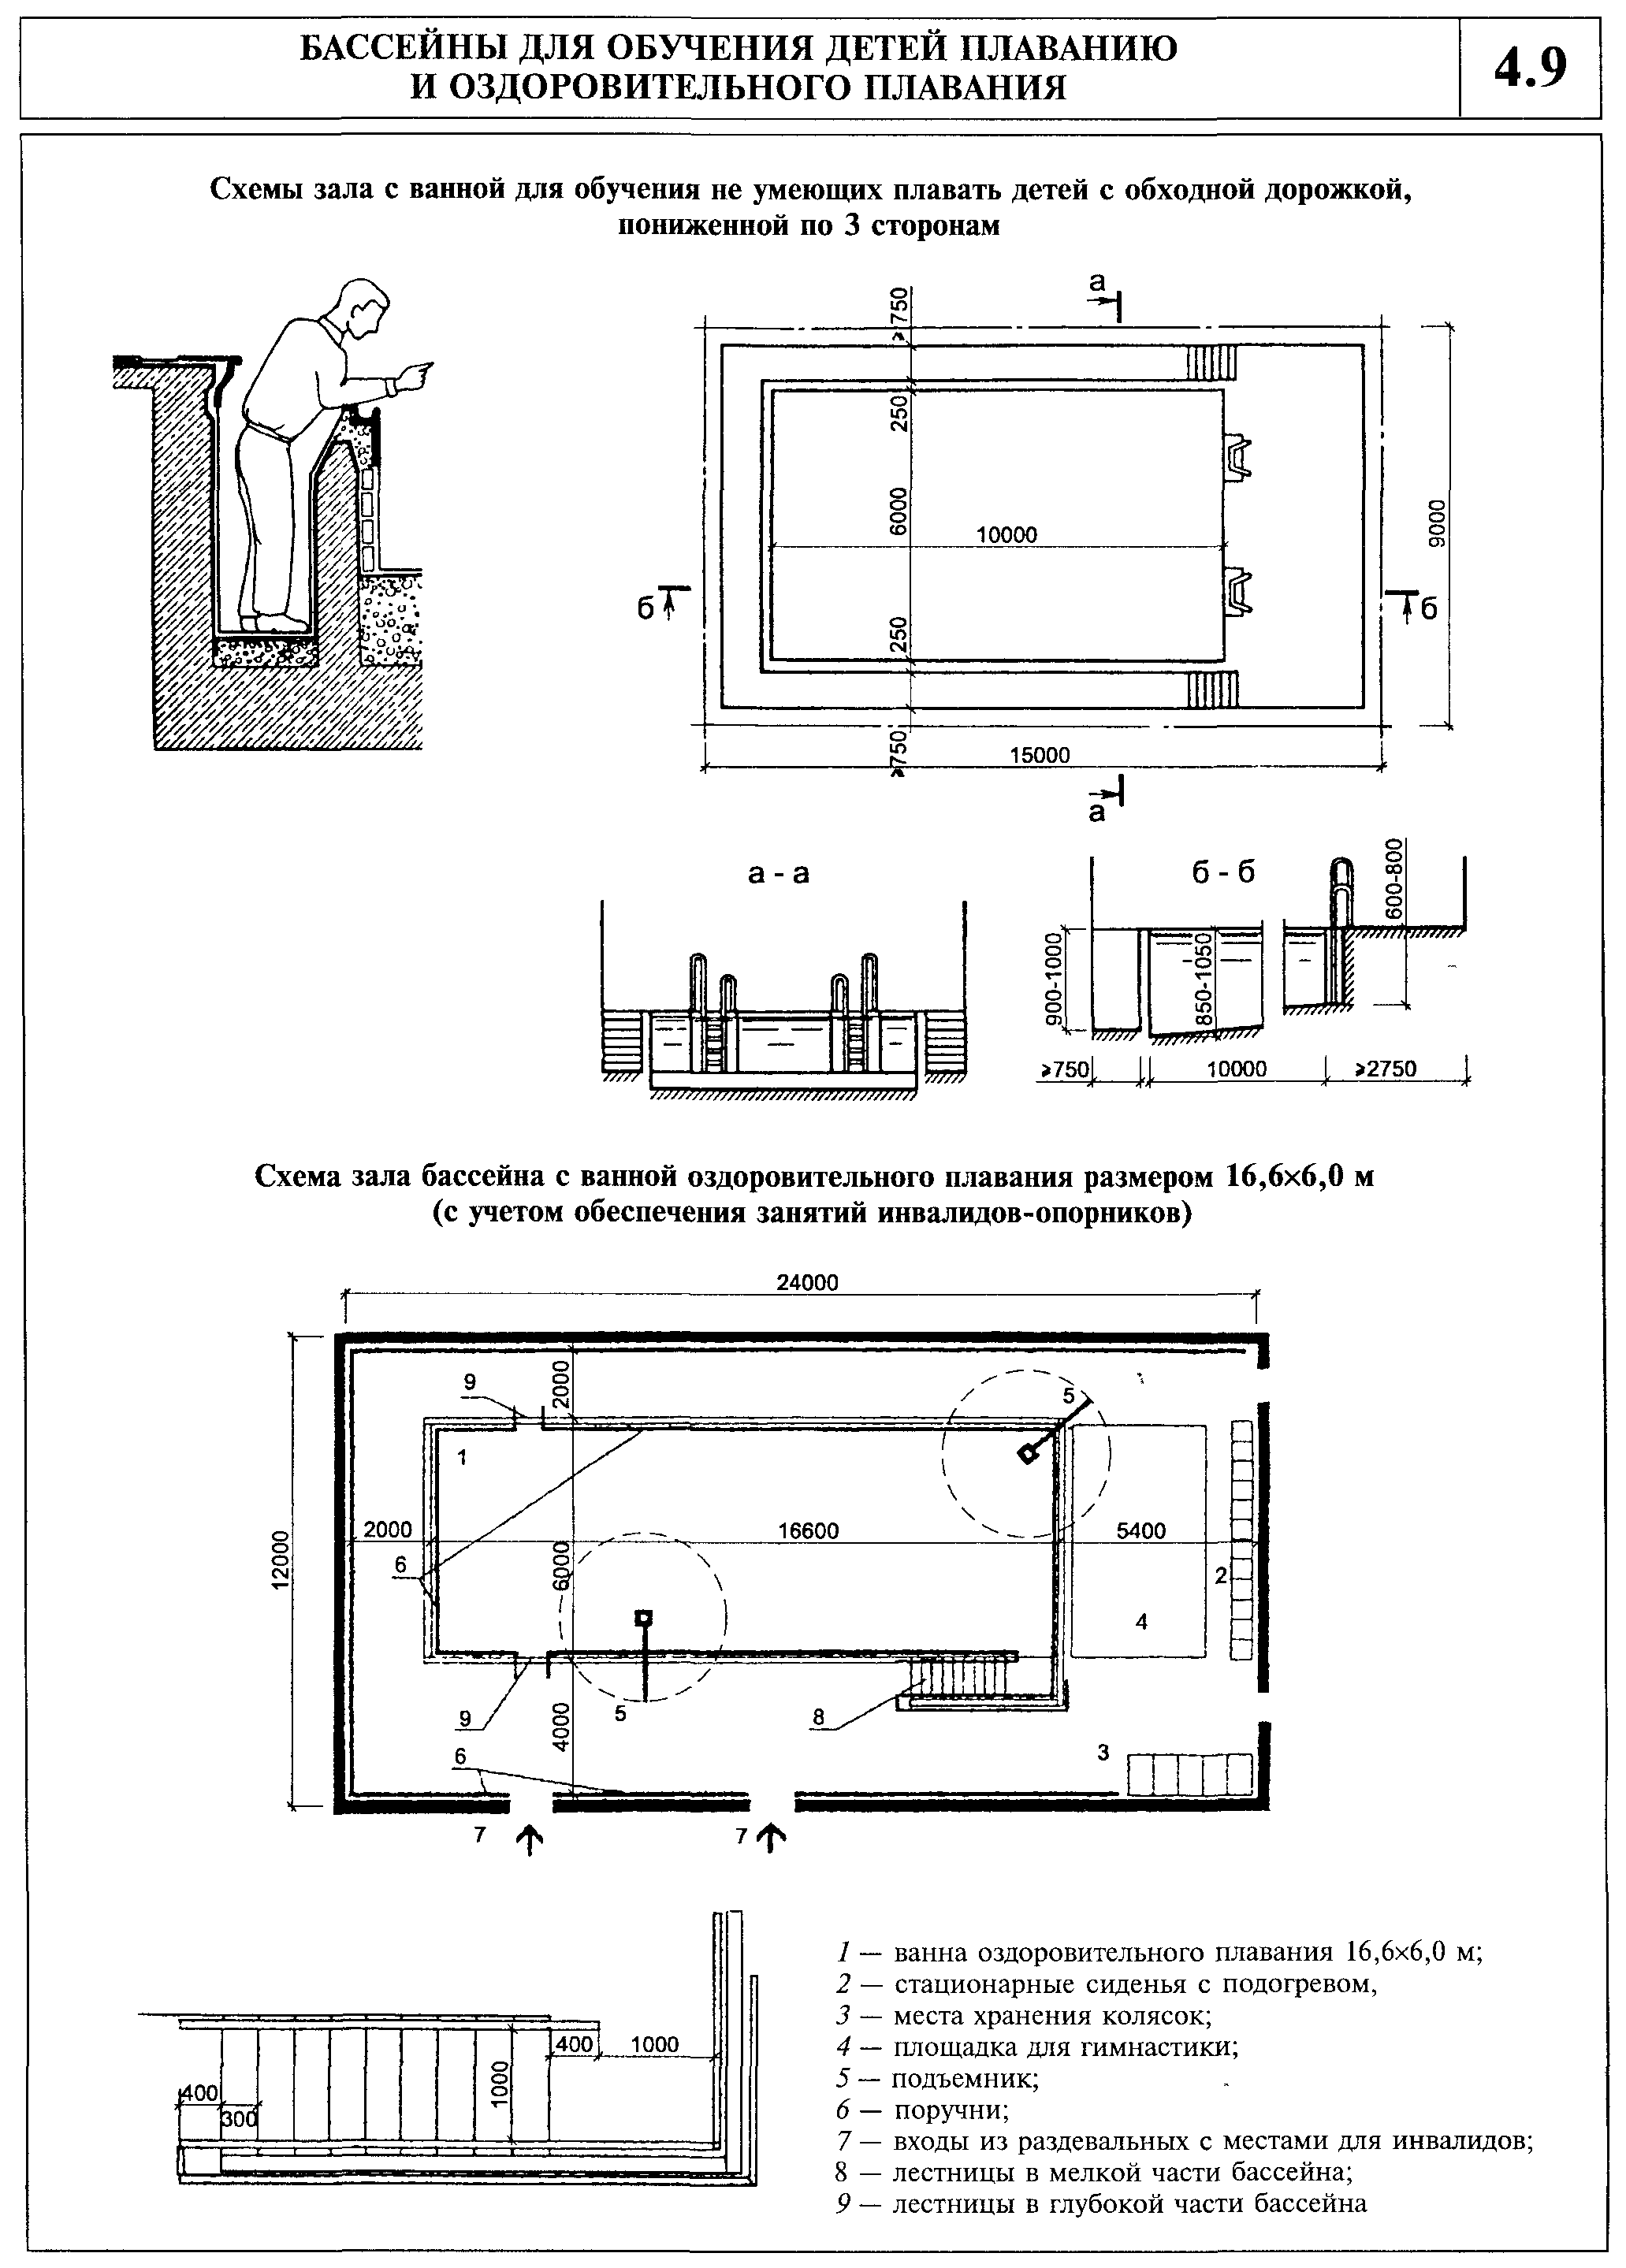 БАССЕЙНЫ ДЛЯ ОБУЧЕНИЯ ДЕТЕЙ ПЛАВАНИЮ
И ОЗДОРОВИТЕЛЬНОГО ПЛАВАНИЯ
4.9
Схемы зала с ванной для обучения не умеющих плавать детей с обходной дорожкой,
пониженной по 3 сторонам
а
≥750
250
6000
10000
9000
б
б
250
≥750
15000
а
а - а
б - б
600-800
900-1000
850-1050
≥750
10000
≥2750
Схема зала бассейна с ванной оздоровительного плавания размером 16,6×6,0 м
(с учетом обеспечения занятий инвалидов-опорников)
24000
9
2000
5
1
2000
16600
5400
12000
6
6000
2
4
9
5
8
4000
6
3
7
7
400
1000
1000
400
300
1 — ванна оздоровительного плавания 16,6×6,0 м;
2 — стационарные сиденья с подогревом,
3 — места хранения колясок;
4 — площадка для гимнастики;
5 — подъемник;
6 — поручни;
7 — входы из раздевальных с местами для инвалидов;
8 — лестницы в мелкой части бассейна;
9 — лестницы в глубокой части бассейна